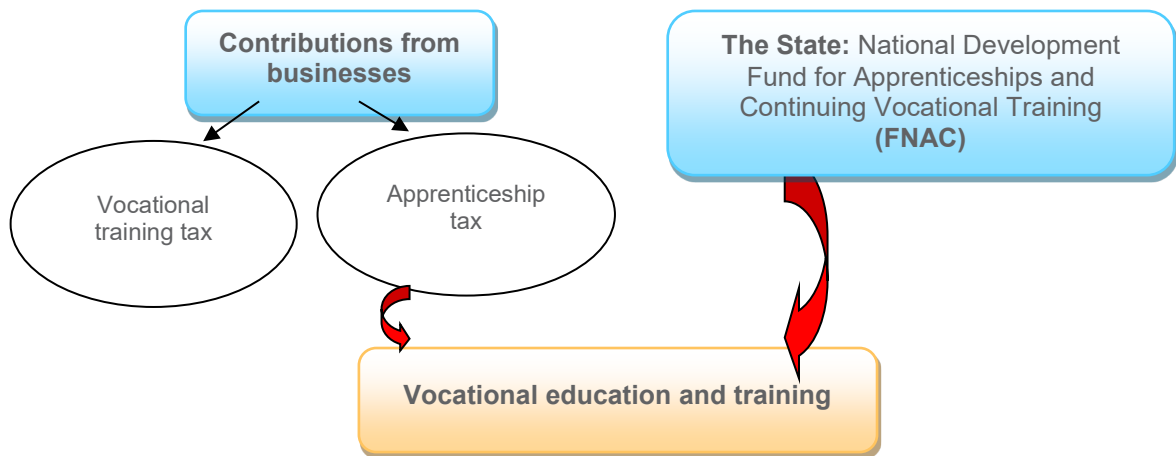 Contributions from
businesses
The State: National Development
Fund for Apprenticeships and
Continuing Vocational Training
(FNAC)
Vocational
training tax
Apprenticeship
tax
Vocational education and training